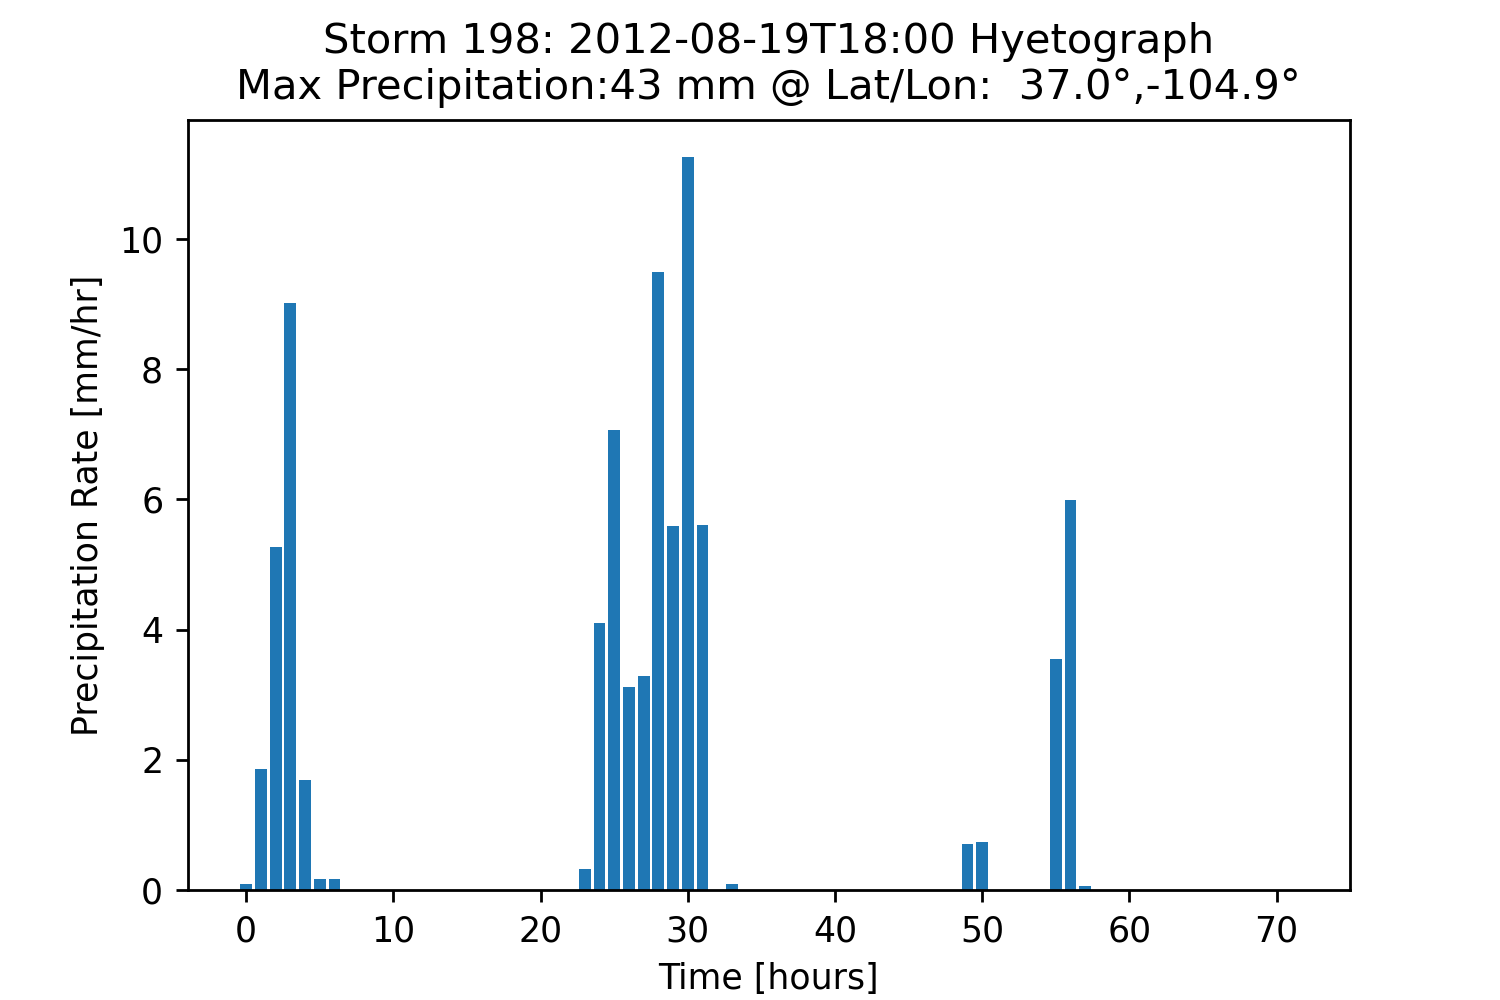 Storm 198: 2012-08-19T18:00 Hyetograph
Max Precipitation:43 mm @ Lat/Lon:  37.0°,-104.9°
Precipitation Rate [mm/hr]
10
8
6
4
2
0
0 10 20 30 40 50 60 70
Time [hours]